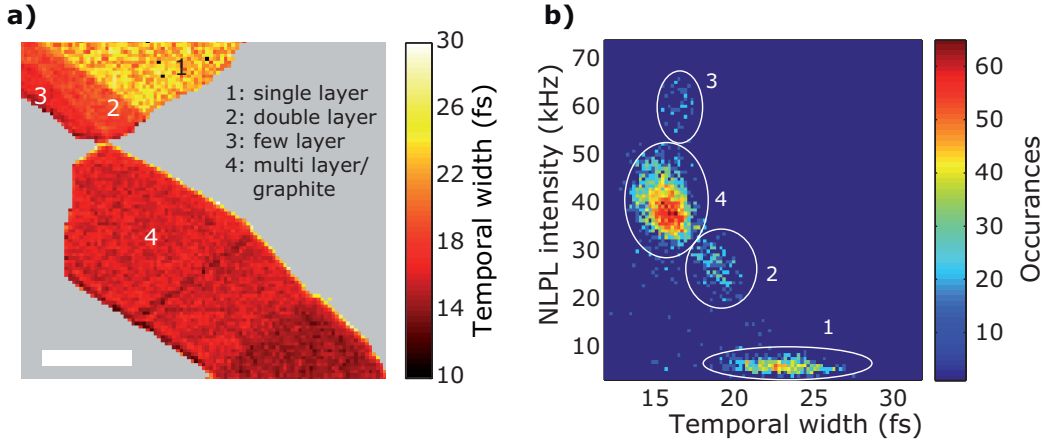 a)
1
2
3
4
1: single layer
2: double layer
3: few layer
4: multi layer/
graphite
30
26
22
18
14
10
Temporal width (fs)
b)
NLPL intensity (kHz)
70
60
50
40
30
20
10
15
20
25
30
Temporal width (fs)
3
4
2
1
60
50
40
30
20
10
Occurances